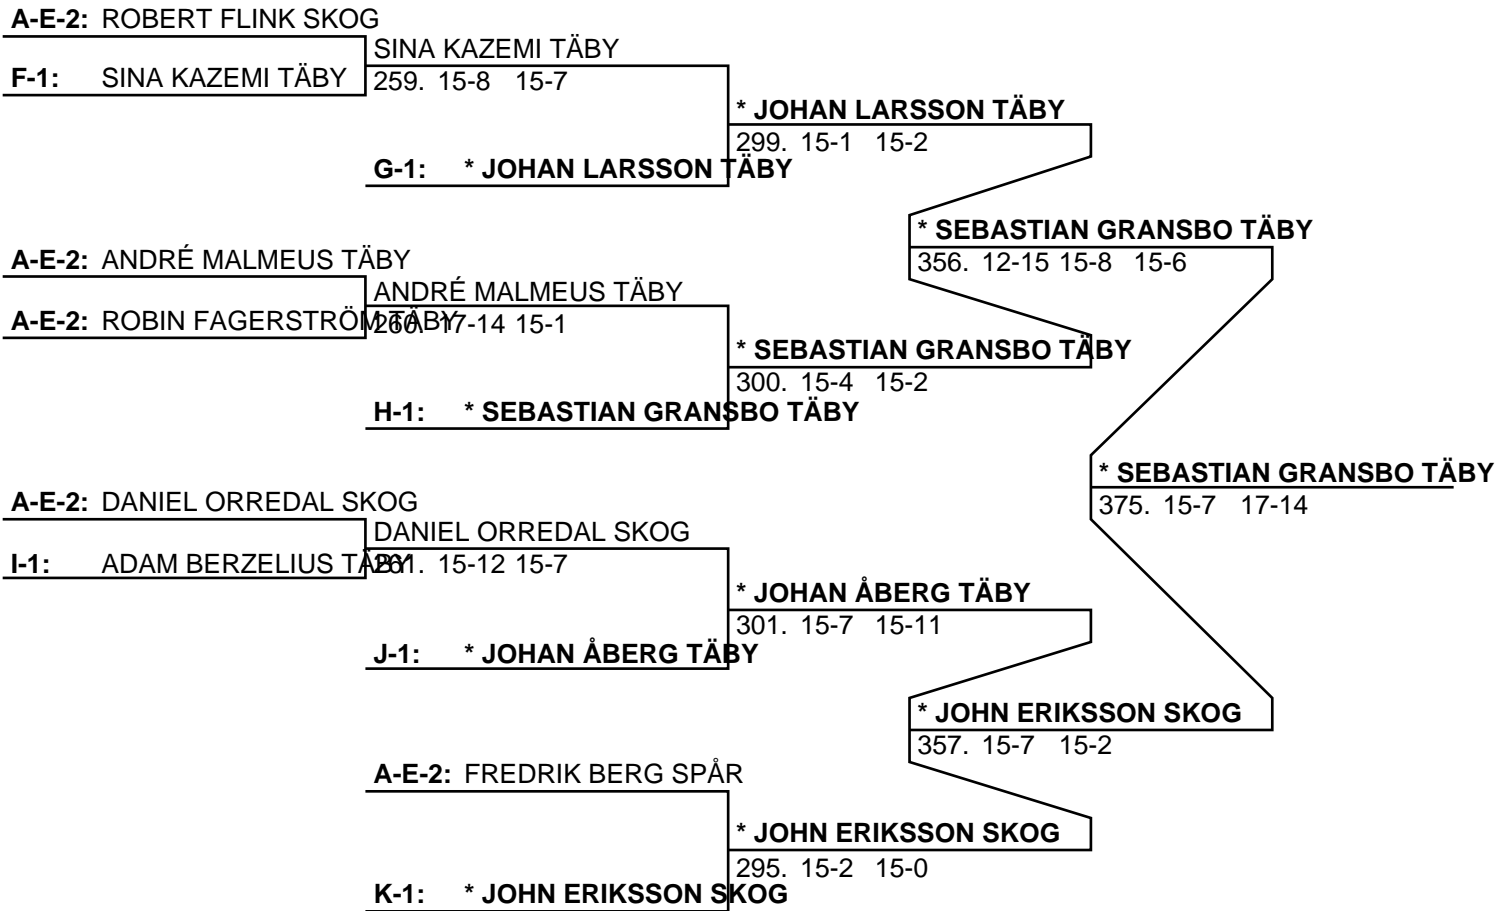 A-E-2: ROBERT FLINK SKOG
SINA KAZEMI TÄBY
F-1: SINA KAZEMI TÄBY
259. 15-8 15-7
* JOHAN LARSSON TÄBY
299. 15-1 15-2
G-1: * JOHAN LARSSON TÄBY
* SEBASTIAN GRANSBO TÄBY
356. 12-15 15-8 15-6
A-E-2: ANDRÉ MALMEUS TÄBY
ANDRÉ MALMEUS TÄBY
A-E-2: ROBIN FAGERSTRÖM TÄBY
260. 17-14 15-1
* SEBASTIAN GRANSBO TÄBY
300. 15-4 15-2
H-1: * SEBASTIAN GRANSBO TÄBY
* SEBASTIAN GRANSBO TÄBY
375. 15-7 17-14
A-E-2: DANIEL ORREDAL SKOG
DANIEL ORREDAL SKOG
I-1: ADAM BERZELIUS TÄBY
261. 15-12 15-7
* JOHAN ÅBERG TÄBY
301. 15-7 15-11
J-1: * JOHAN ÅBERG TÄBY
* JOHN ERIKSSON SKOG
357. 15-7 15-2
A-E-2: FREDRIK BERG SPÅR
* JOHN ERIKSSON SKOG
295. 15-2 15-0
K-1: * JOHN ERIKSSON SKOG